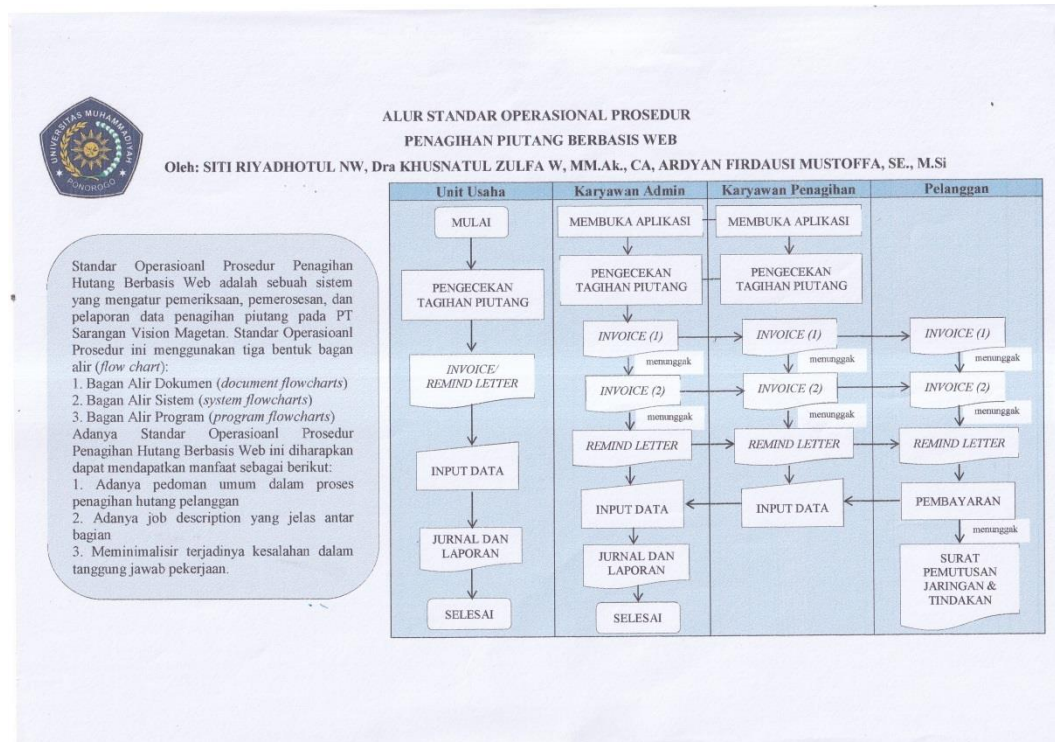 UNIVERSITAS MUHAMMADIYAH
PONOROGO
ALUR STANDAR OPERASIONAL PROSEDUR
PENAGIHAN PIUTANG BERBASIS WEB
Oleh: SITI RIYADHOTUL NW, Dra KHUSNATUL ZULFA W, MM.Ak., CA, ARDYAN FIRDAUSI MUSTOFFA, SE., M.Si
Standar Operasioanl Prosedur Penagihan
Hutang Berbasis Web adalah sebuah sistem
yang mengatur pemeriksaan, pemerosesan, dan
pelaporan data penagihan piutang pada PT
Sarangan Vision Magetan. Standar Operasioanl
Prosedur ini menggunakan tiga bentuk bagan
alir (flow chart):
1. Bagan Alir Dokumen (document flowcharts)
2. Bagan Alir Sistem (system flowcharts)
3. Bagan Alir Program (program flowcharts)
Adanya Standar Operasioanl Prosedur
Penagihan Hutang Berbasis Web ini diharapkan
dapat mendapatkan manfaat sebagai berikut:
1. Adanya pedoman umum dalam proses
penagihan hutang pelanggan
2. Adanya job description yang jelas antar
bagian
3. Meminimalisir terjadinya kesalahan dalam
tanggung jawab pekerjaan.
Unit Usaha
MULAI
PENGECEKAN
TAGIHAN PIUTANG
INVOICE/
REMIND LETTER
INPUT DATA
JURNAL DAN
LAPORAN
SELESAI
Karyawan Admin
MEMBUKA APLIKASI
PENGECEKAN
TAGIHAN PIUTANG
INVOICE (1)
menunggak
INVOICE (2)
menunggak
REMIND LETTER
INPUT DATA
JURNAL DAN
LAPORAN
SELESAI
Karyawan Penagihan
MEMBUKA APLIKASI
PENGECEKAN
TAGIHAN PIUTANG
INVOICE (1)
menunggak
INVOICE (2)
menunggak
REMIND LETTER
INPUT DATA
Pelanggan
INVOICE (1)
menunggak
INVOICE (2)
menunggak
REMIND LETTER
PEMBAYARAN
menunggak
SURAT
PEMUTUSAN
JARINGAN &
TINDAKAN